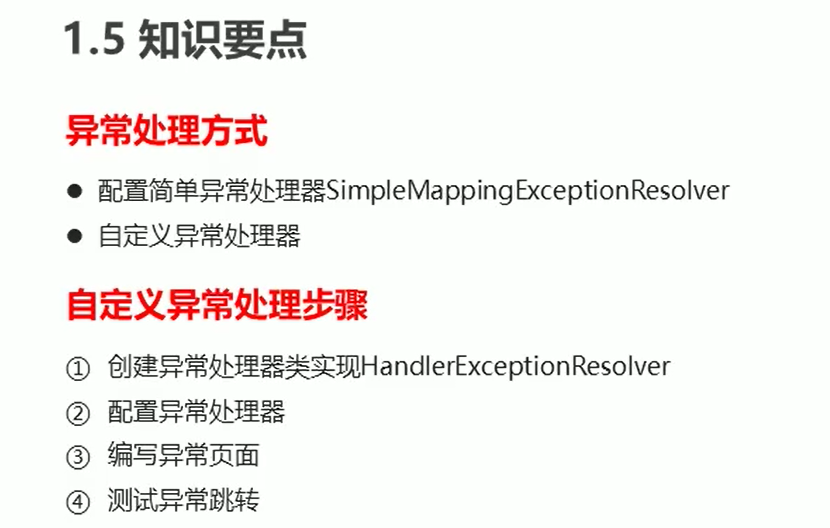 1.5 知识要点
异常处理方式
● 配置简单异常处理器SimpleMappingExceptionResolver
● 自定义异常处理器
自定义异常处理步骤
① 创建异常处理器类实现HandlerExceptionResolver
② 配置异常处理器
③ 编写异常页面
④ 测试异常跳转